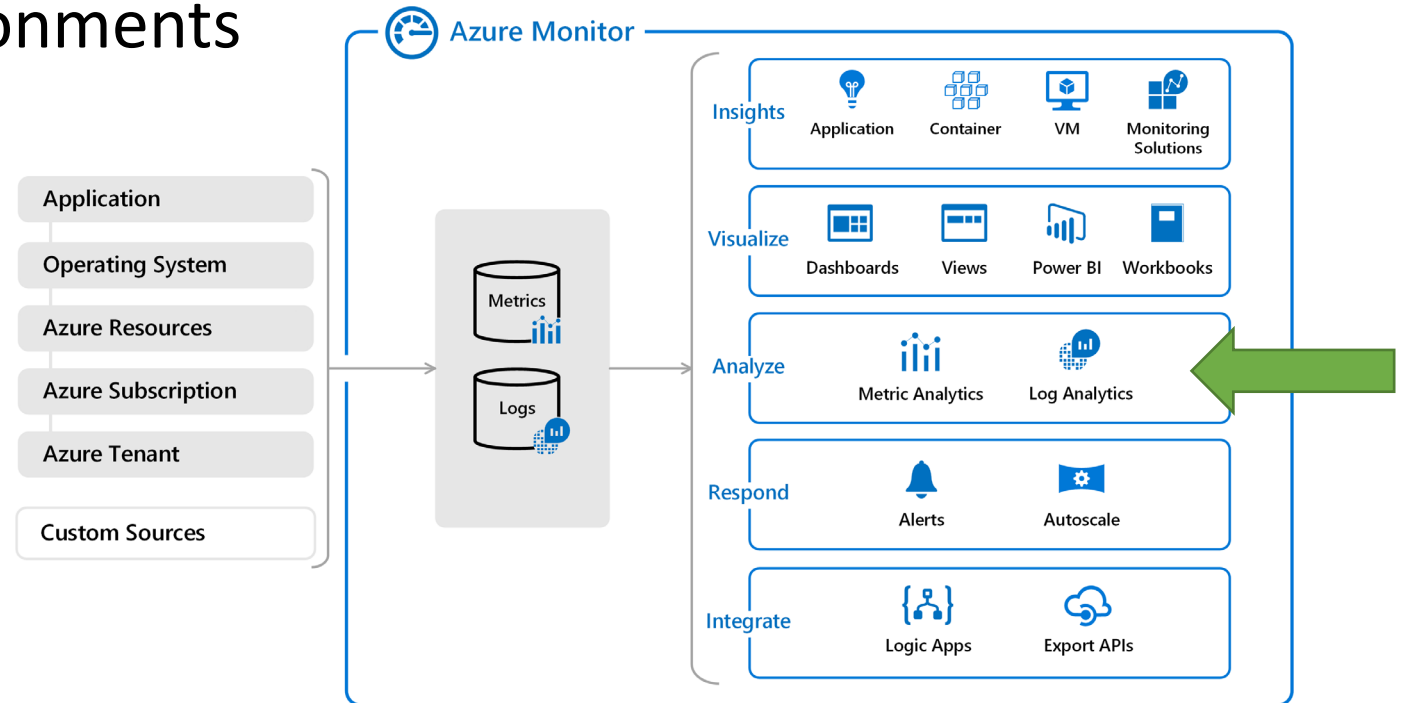 onments
Azure Monitor
Application
Operating System
Azure Resources
Azure Subscription
Azure Tenant
Custom Sources
Metrics
Logs
Insights
Application
Container
VM
Monitoring
Solutions
Visualize
Dashboards
Views
Power BI
Workbooks
Analyze
Metric Analytics
Log Analytics
Respond
Alerts
Autoscale
Integrate
Logic Apps
Export APIs